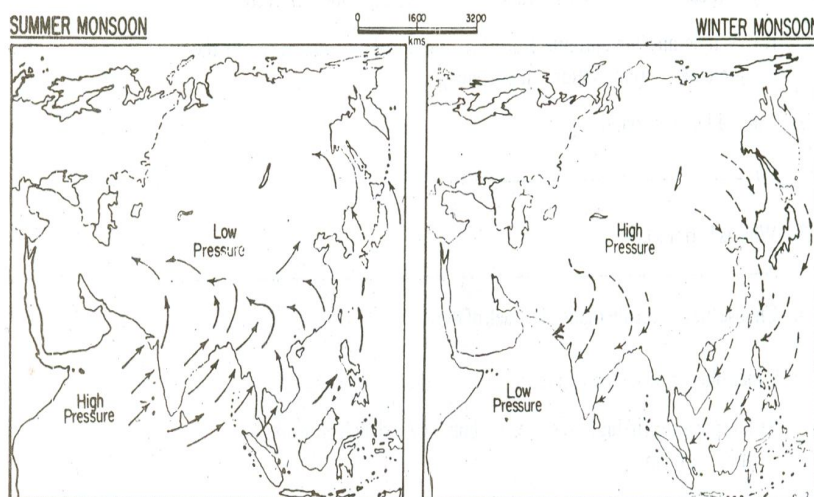 SUMMER MONSOON
0 1600 3200
kms
WINTER MONSOON
Low
Pressure
High
Pressure
High
Pressure
Low
Pressure